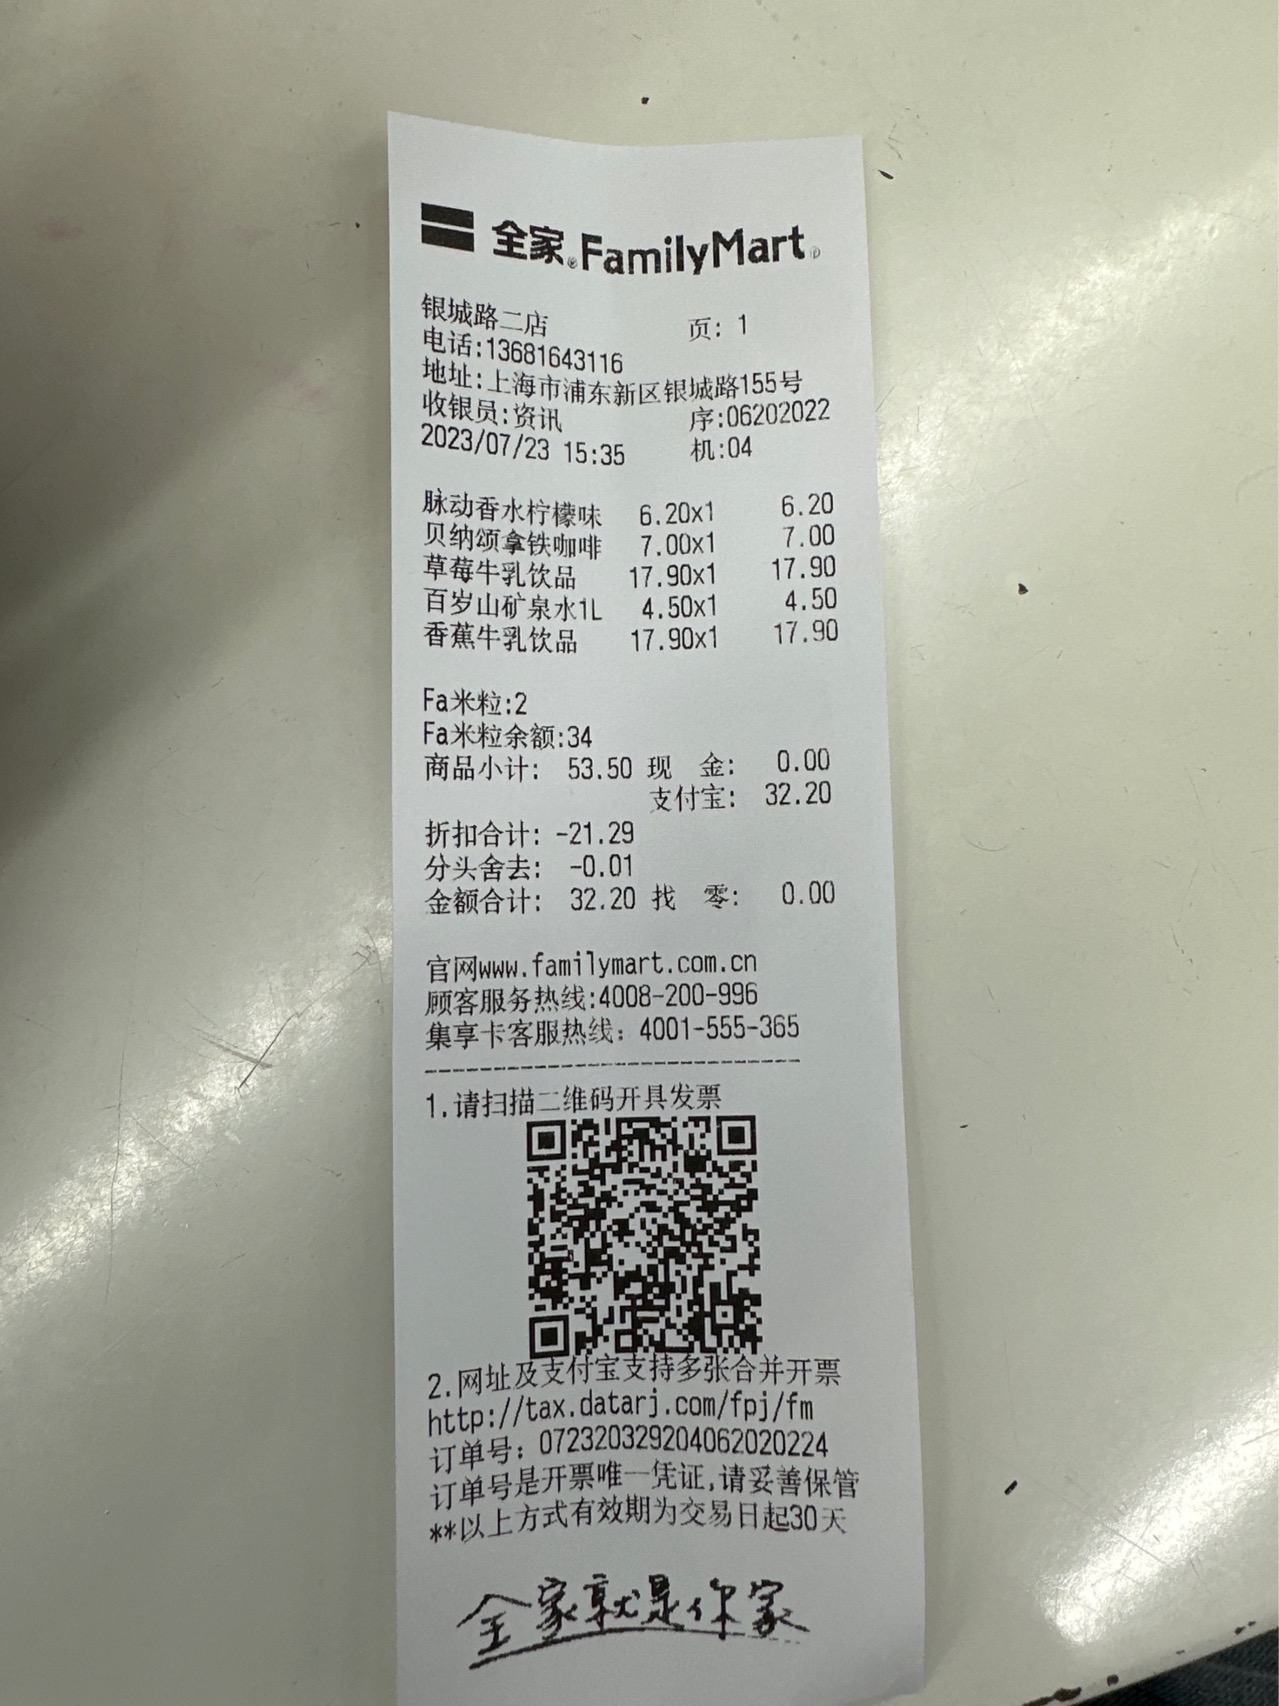 全家®FamilyMart®
银城路二店 页: 1
电话:13681643116
地址:上海市浦东新区银城路155号
收银员:资讯 序:06202022
2023/07/23 15:35 机:04
脉动香水柠檬味 6.20x1 6.20
贝纳颂拿铁咖啡 7.00x1 7.00
草莓牛乳饮品 17.90x1 17.90
百岁山矿泉水1L 4.50x1 4.50
香蕉牛乳饮品 17.90x1 17.90
Fa米粒:2
Fa米粒余额:34
商品小计: 53.50 现 金: 0.00
支付宝: 32.20
折扣合计: -21.29
分头舍去: -0.01
金额合计: 32.20 找 零: 0.00
官网www.familymart.com.cn
顾客服务热线:4008-200-996
集享卡客服热线: 4001-555-365
1.请扫描二维码开具发票
2.网址及支付宝支持多张合并开票
http://tax.datarj.com/fpj/fm
订单号: 072320329204062020224
订单号是开票唯一凭证,请妥善保管
**以上方式有效期为交易日起30天
全家就是你家